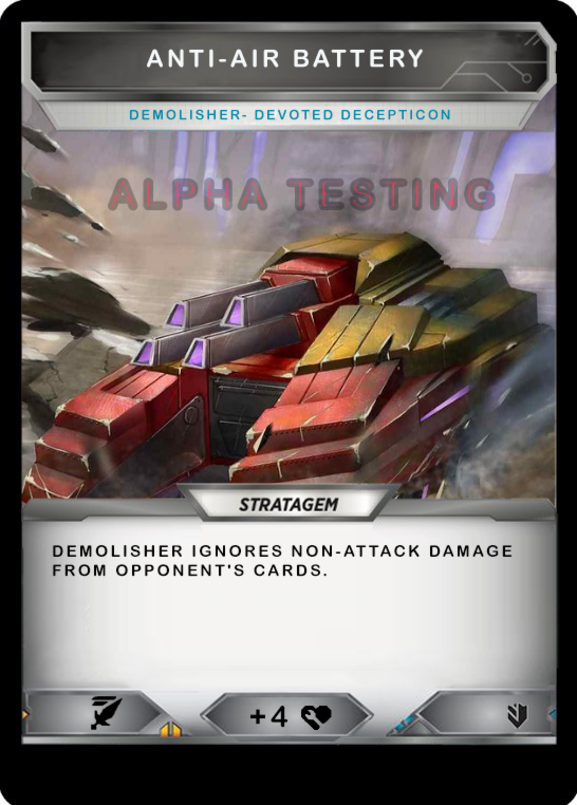 ANTI-AIR BATTERY
DEMOLISHER- DEVOTED DECEPTICON
ALPHA TESTING
STRATAGEM
DEMOLISHER IGNORES NON-ATTACK DAMAGE
FROM OPPONENT'S CARDS.
+4